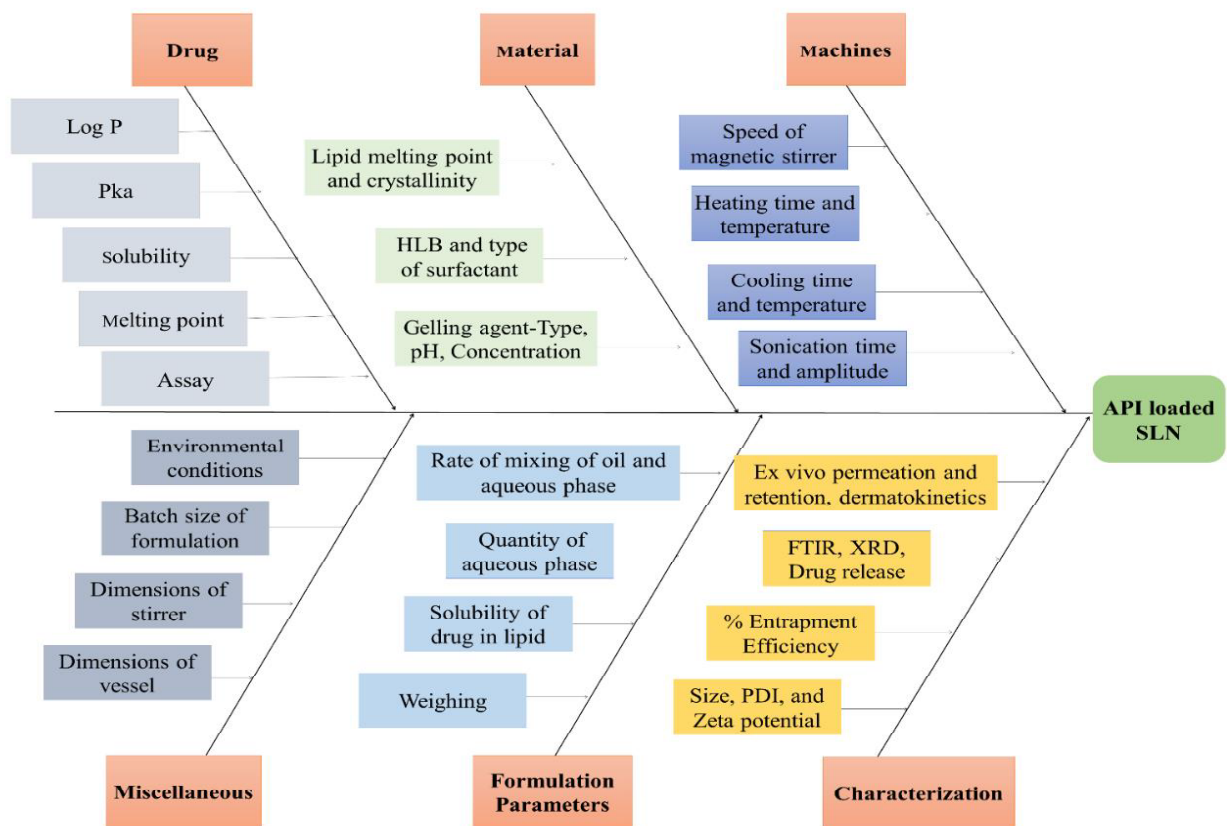 Drug
Material
Machines
Log P
Pka
Solubility
Melting point
Assay
Lipid melting point
and crystallinity
HLB and type
of surfactant
Gelling agent-Type,
pH, Concentration
Speed of
magnetic stirrer
Heating time and
temperature
Cooling time
and temperature
Sonication time
and amplitude
API loaded
SLN
Environmental
conditions
Batch size of
formulation
Dimensions of
stirrer
Dimensions of
vessel
Rate of mixing of oil and
aqueous phase
Quantity of
aqueous phase
Solubility of
drug in lipid
Weighing
Ex vivo permeation and
retention, dermatokinetics
FTIR, XRD,
Drug release
% Entrapment
Efficiency
Size, PDI, and
Zeta potential
Miscellaneous
Formulation
Parameters
Characterization